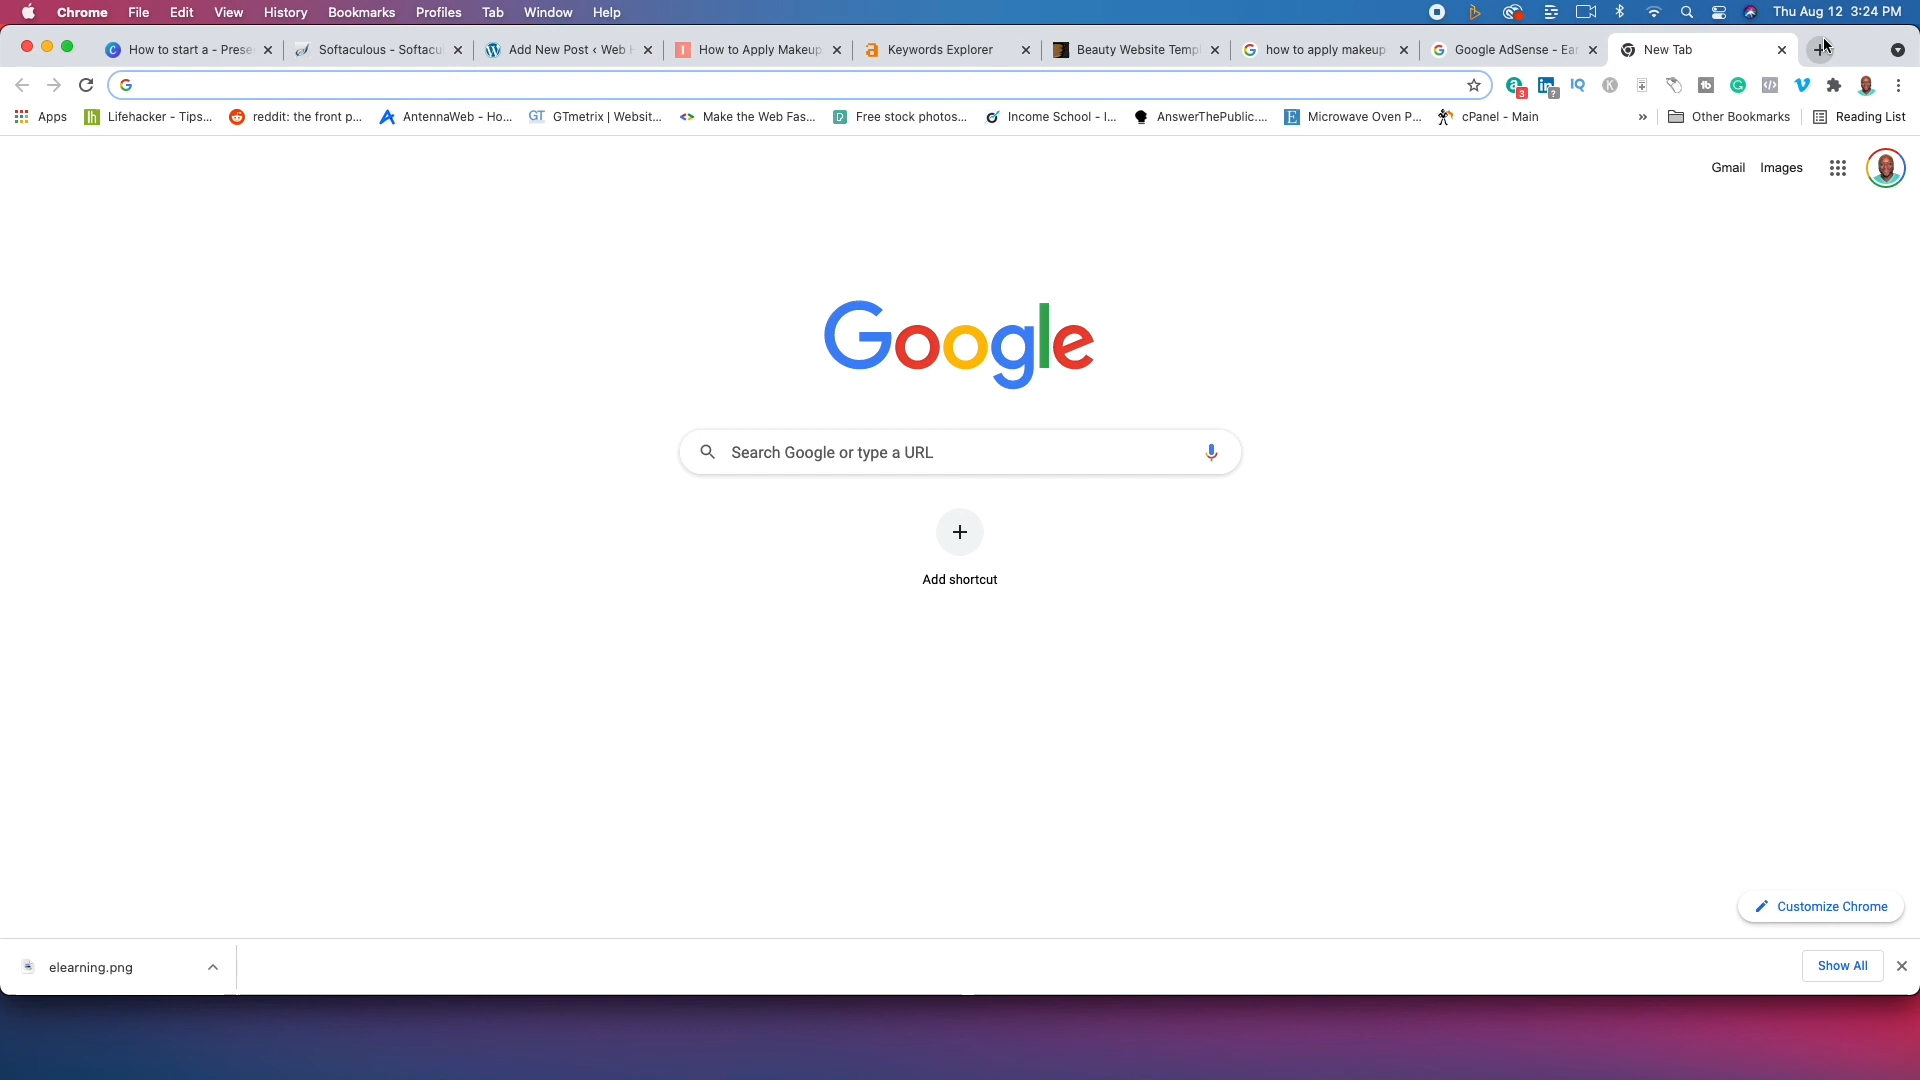 Chrome File Edit View History Bookmarks Profiles Tab Window Help Thu Aug 12 3:24 PM
How to start a - Prese Softaculous - Softacu Add New Post ‹ Web H How to Apply Makeup Keywords Explorer Beauty Website Temp how to apply makeup Google AdSense - Ear New Tab
Apps Lifehacker - Tips... reddit: the front p... AntennaWeb - Ho... GTmetrix | Websit... Make the Web Fas... Free stock photos... Income School - I... AnswerThePublic.... Microwave Oven P... cPanel - Main » Other Bookmarks Reading List
Gmail Images
Google
Search Google or type a URL
Add shortcut
Customize Chrome
elearning.png Show All